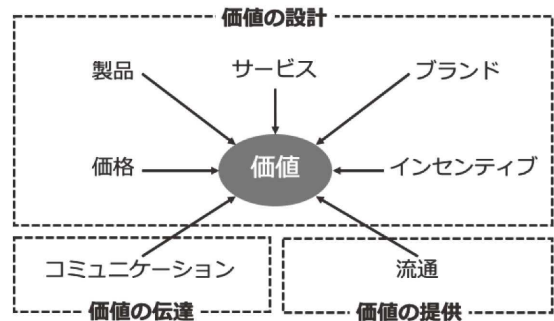 価値の設計
製品
サービス
ブランド
価格
価値
インセンティブ
コミュニケーション
流通
価値の伝達
価値の提供